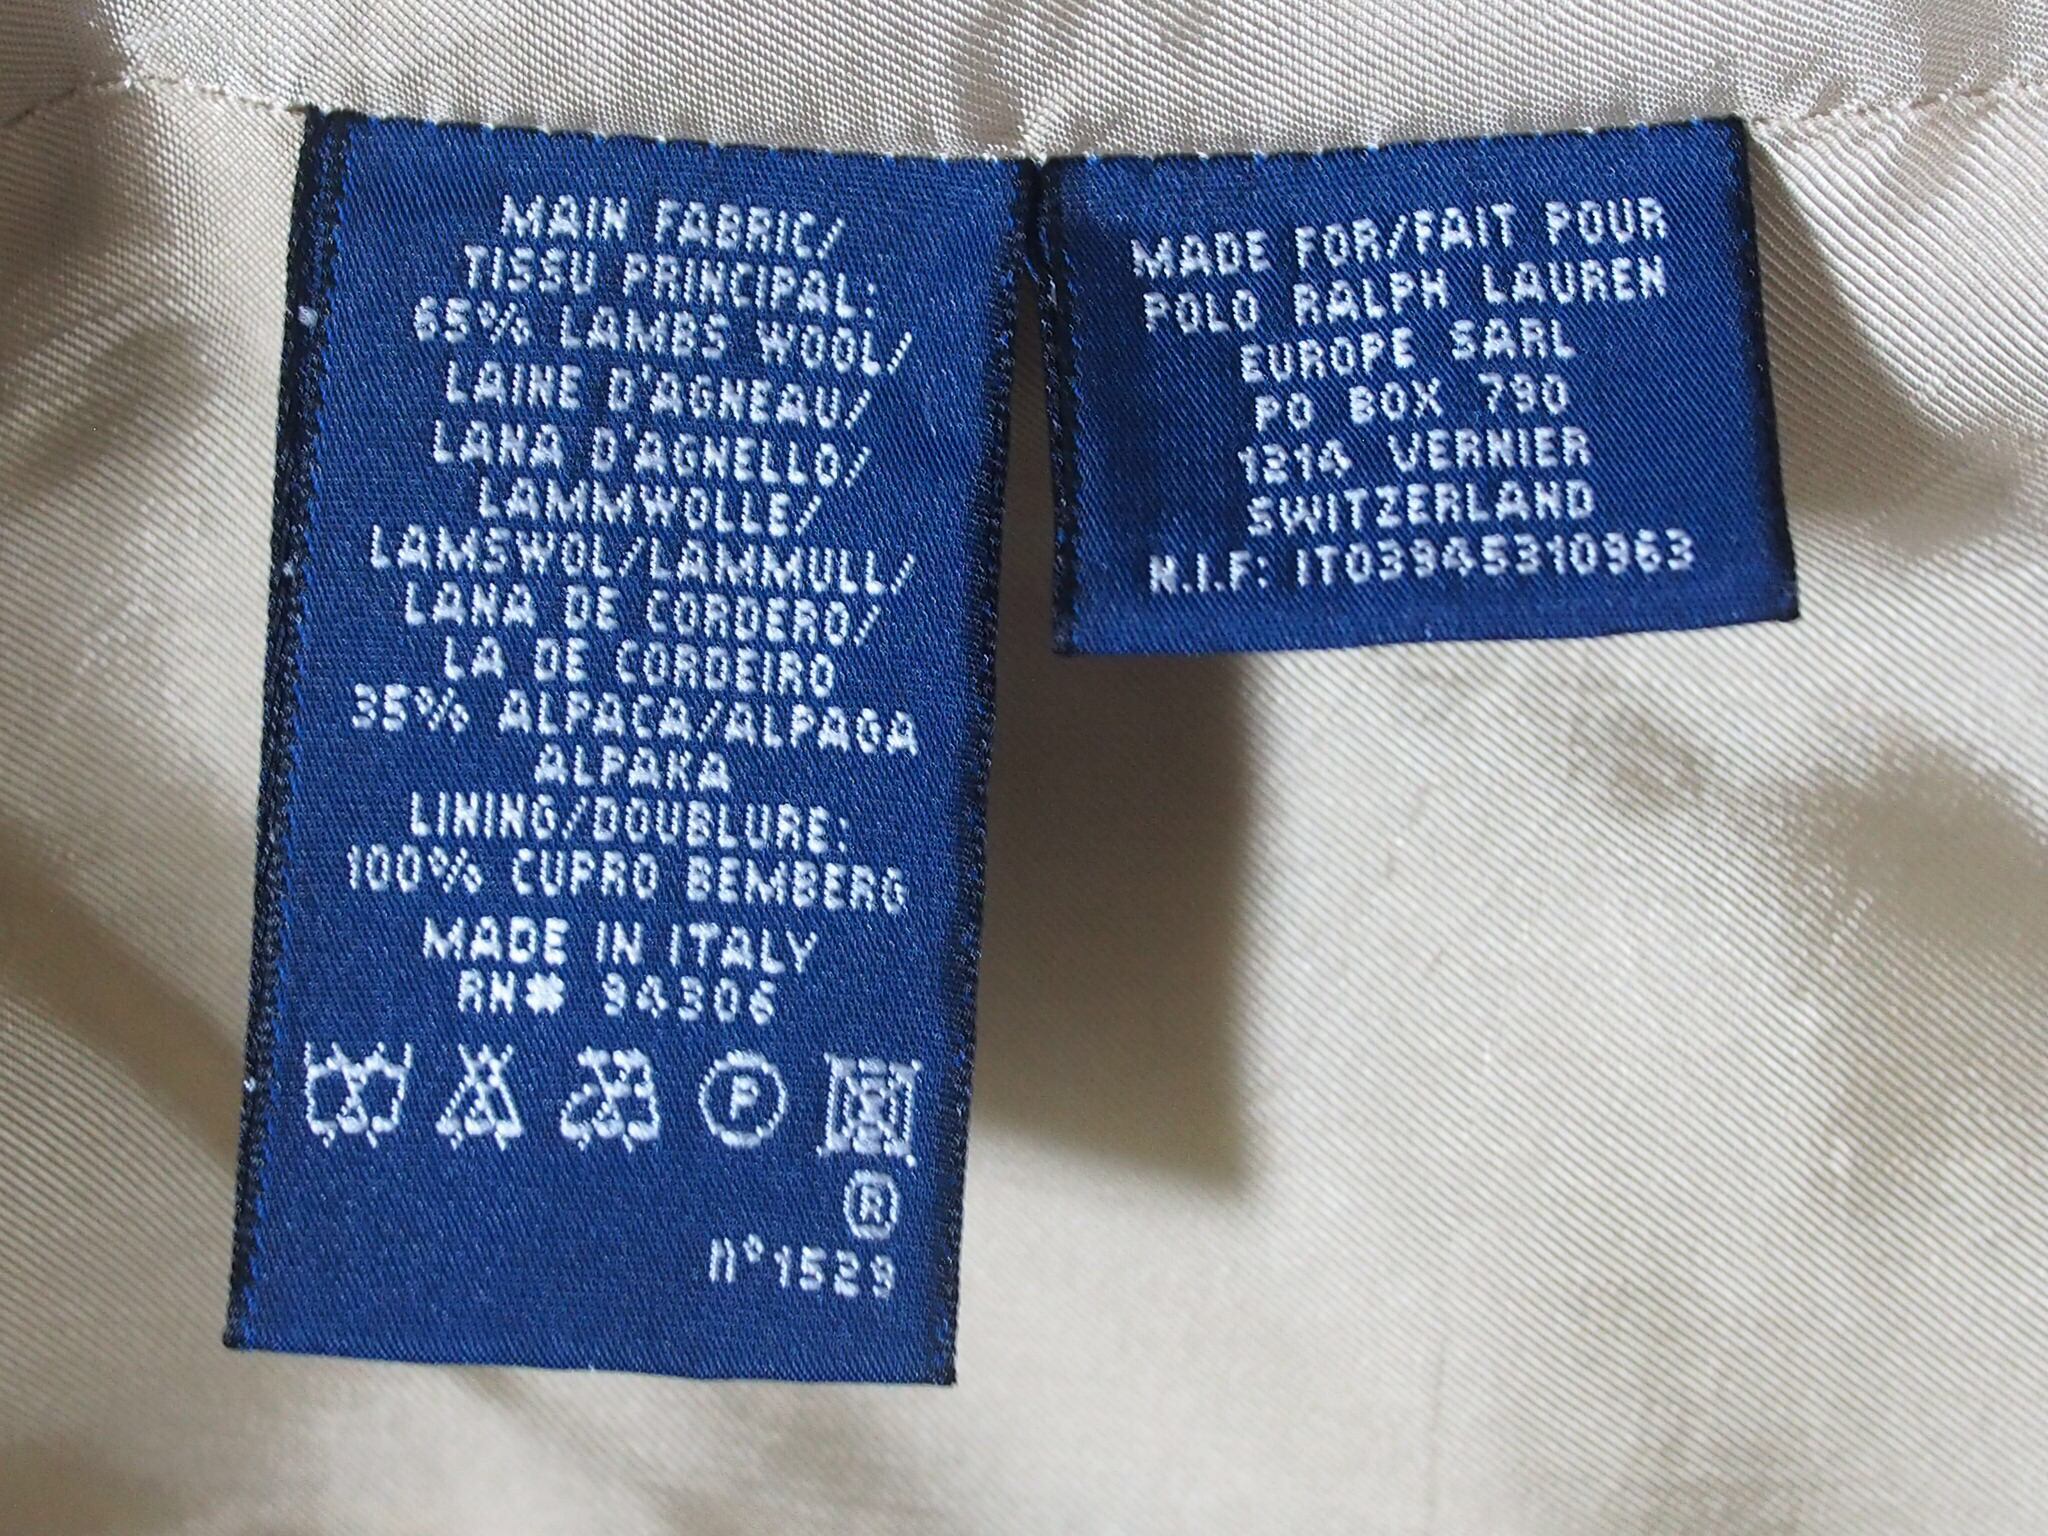 MAIN FABRIC/
TISSU PRINCIPAL:
65% LAMBS WOOL/
LAINE D'AGNEAU/
LANA D'AGNELLO/
LAMMWOLLE/
LAMSWOL/LAMMULL/
LANA DE CORDERO/
LA DE CORDEIRO
35% ALPACA/ALPAGA
ALPAKA
LINING/DOUBLURE:
100% CUPRO BEMBERG
MADE IN ITALY
RN# 94306
P
®
n°1529
MADE FOR/FAIT POUR
POLO RALPH LAUREN
EUROPE SARL
PO BOX 790
1214 VERNIER
SWITZERLAND
N.I.F: IT03945310963